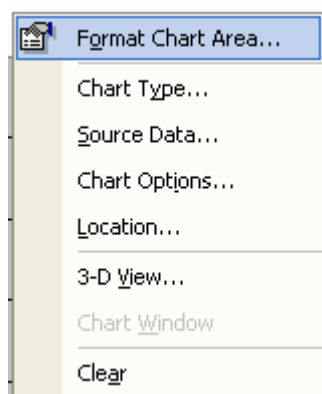 Format Chart Area...
Chart Type...
Source Data...
Chart Options...
Location...
3-D View...
Chart Window
Clear